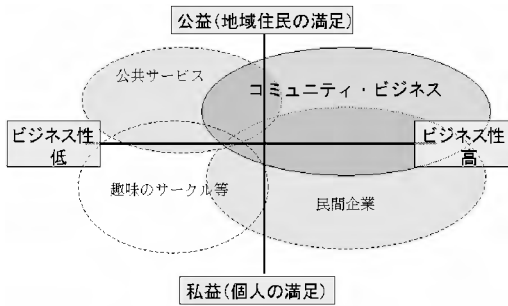 公益(地域住民の満足)
公共サービス
コミュニティ・ビジネス
ビジネス性
低
ビジネス性
高
趣味のサークル等
民間企業
私益(個人の満足)